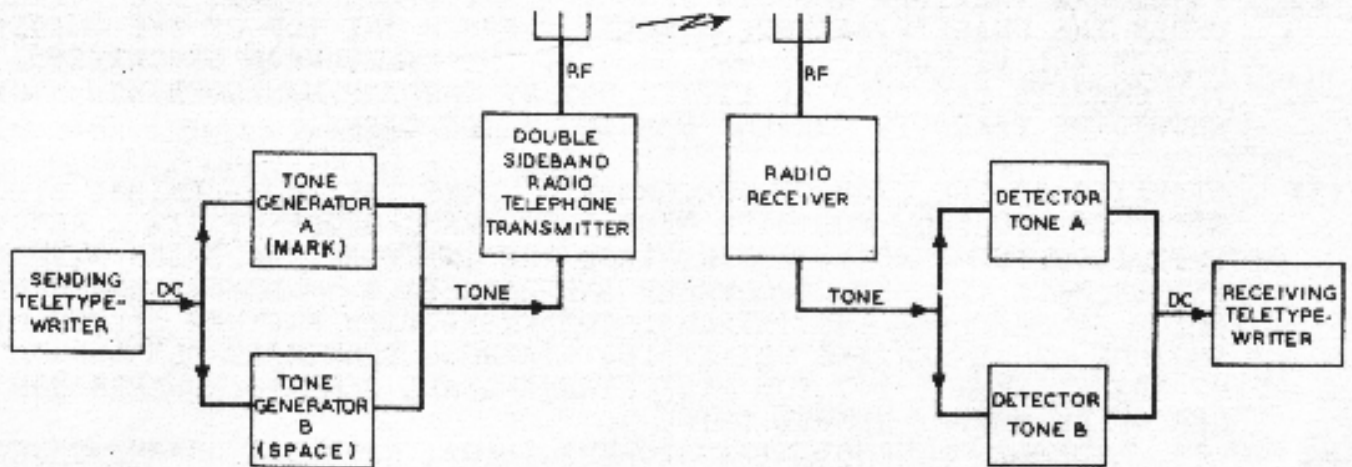 RF
RF
DOUBLE
SIDEBAND
RADIO
TELEPHONE
TRANSMITTER
RADIO
RECEIVER
TONE
GENERATOR
A
(MARK)
DETECTOR
TONE A
SENDING
TELETYPE-
WRITER
DC
TONE
TONE
DC
RECEIVING
TELETYPE-
WRITER
TONE
GENERATOR
B
(SPACE)
DETECTOR
TONE B